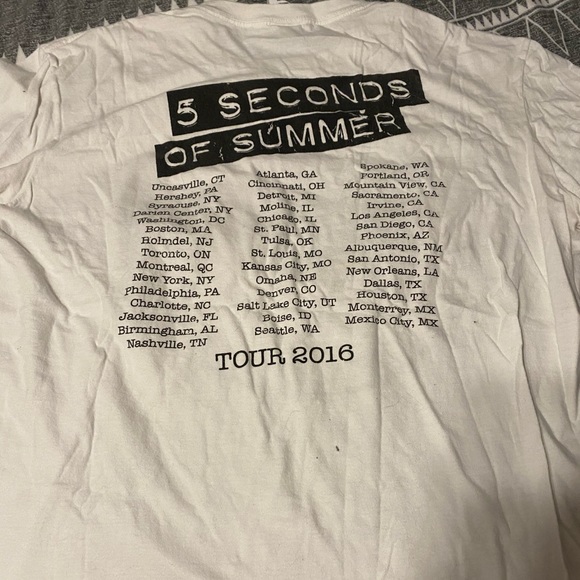 5 SECONDS
OF SUMMER
Uncasville, CT
Hershey, PA
Syracuse, NY
Darien Center, NY
Washington, DC
Boston, MA
Holmdel, NJ
Toronto, ON
Montreal, QC
New York, NY
Philadelphia, PA
Charlotte, NC
Jacksonville, FL
Birmingham, AL
Nashville, TN
Atlanta, GA
Cincinnati, OH
Detroit, MI
Moline, IL
Chicago, IL
St. Paul, MN
Tulsa, OK
St. Louis, MO
Kansas City, MO
Omaha, NE
Denver, CO
Salt Lake City, UT
Boise, ID
Seattle, WA
Spokane, WA
Portland, OR
Mountain View, CA
Sacramento, CA
Irvine, CA
Los Angeles, CA
San Diego, CA
Phoenix, AZ
Albuquerque, NM
San Antonio, TX
New Orleans, LA
Dallas, TX
Houston, TX
Monterrey, MX
Mexico City, MX
TOUR 2016